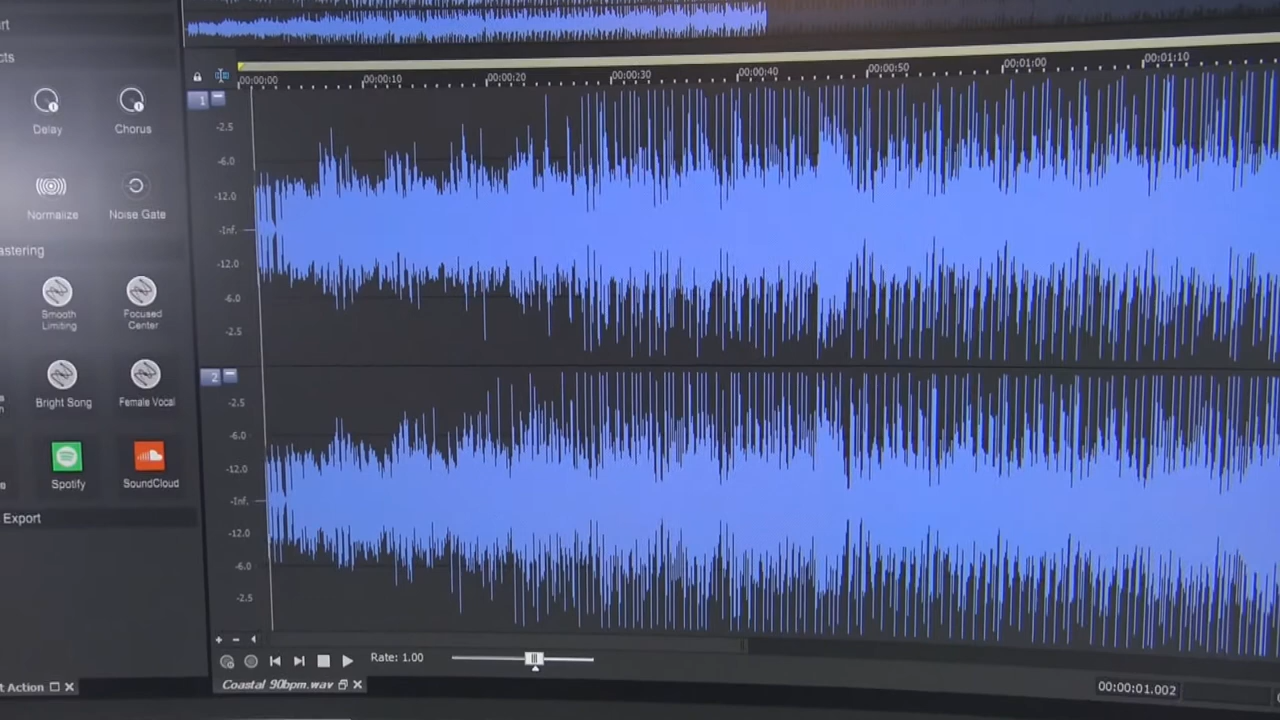 00:00:00 00:00:10 00:00:20 00:00:30 00:00:40 00:00:50 00:01:00 00:01:10
Delay Chorus
Normalize Noise Gate
Smooth Limiting
Focused Center
Bright Song Female Vocal
Spotify SoundCloud
Export
1
-2.5
-6.0
-12.0
-Inf.
-12.0
-6.0
-2.5
2
-2.5
-6.0
-12.0
-Inf.
-12.0
-6.0
-2.5
Rate: 1.00
t Action
Coastal 90bpm.wav
00:00:01.002